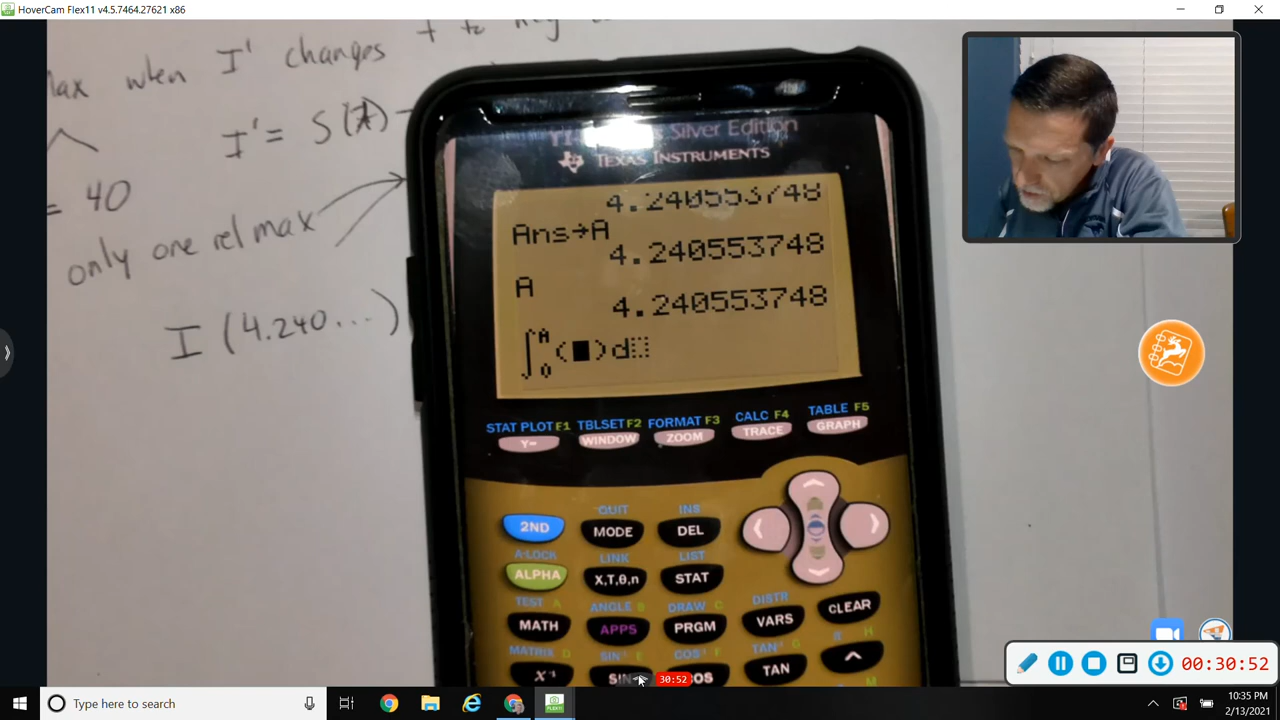 HoverCam Flex11 v4.5.7464.27621 x86
when I' changes + to
I' = S(t) -
= 40
only one rel max
I (4.240...)
Silver Edition
TEXAS INSTRUMENTS
4.240553748
Ans→A
4.240553748
A
4.240553748
∫ A 0 ( ) d
STAT PLOT F1 TBLSET F2 FORMAT F3 CALC F4 TABLE F5
Y= WINDOW ZOOM TRACE GRAPH
QUIT INS
2ND MODE DEL
A-LOCK LINK LIST
ALPHA X,T,θ,n STAT
TEST A ANGLE B DRAW C DISTR
MATH APPS PRGM VARS CLEAR
MATRIX D SIN⁻¹ E COS⁻¹ F TAN⁻¹ G π H
X⁻¹ SIN COS TAN ^
M
30:52
00:30:52
Type here to search
FLEX11
10:35 PM
2/13/2021